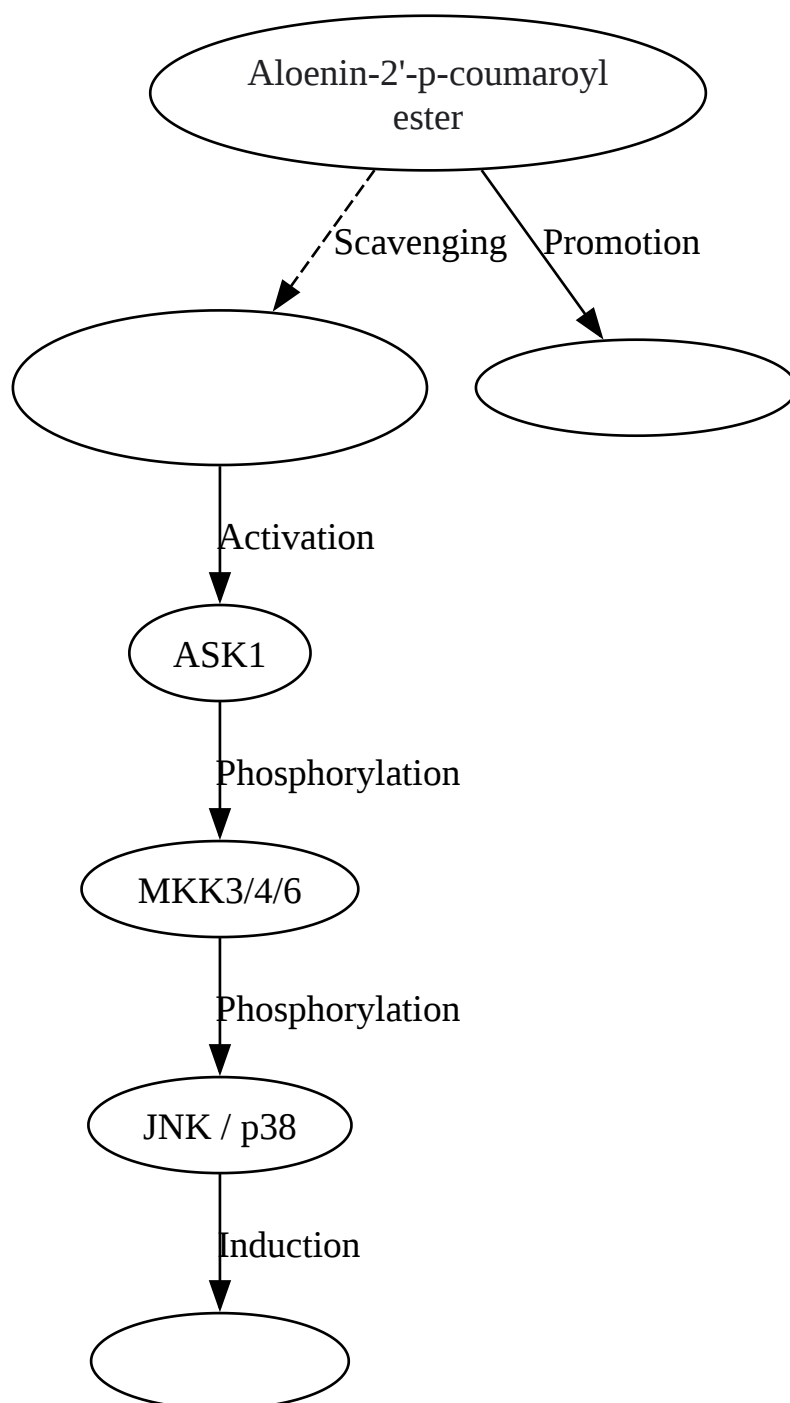 Aloenin-2'-p-coumaroyl
ester
Scavenging
Promotion
Activation
ASK1
Phosphorylation
MKK3/4/6
Phosphorylation
JNK / p38
Induction